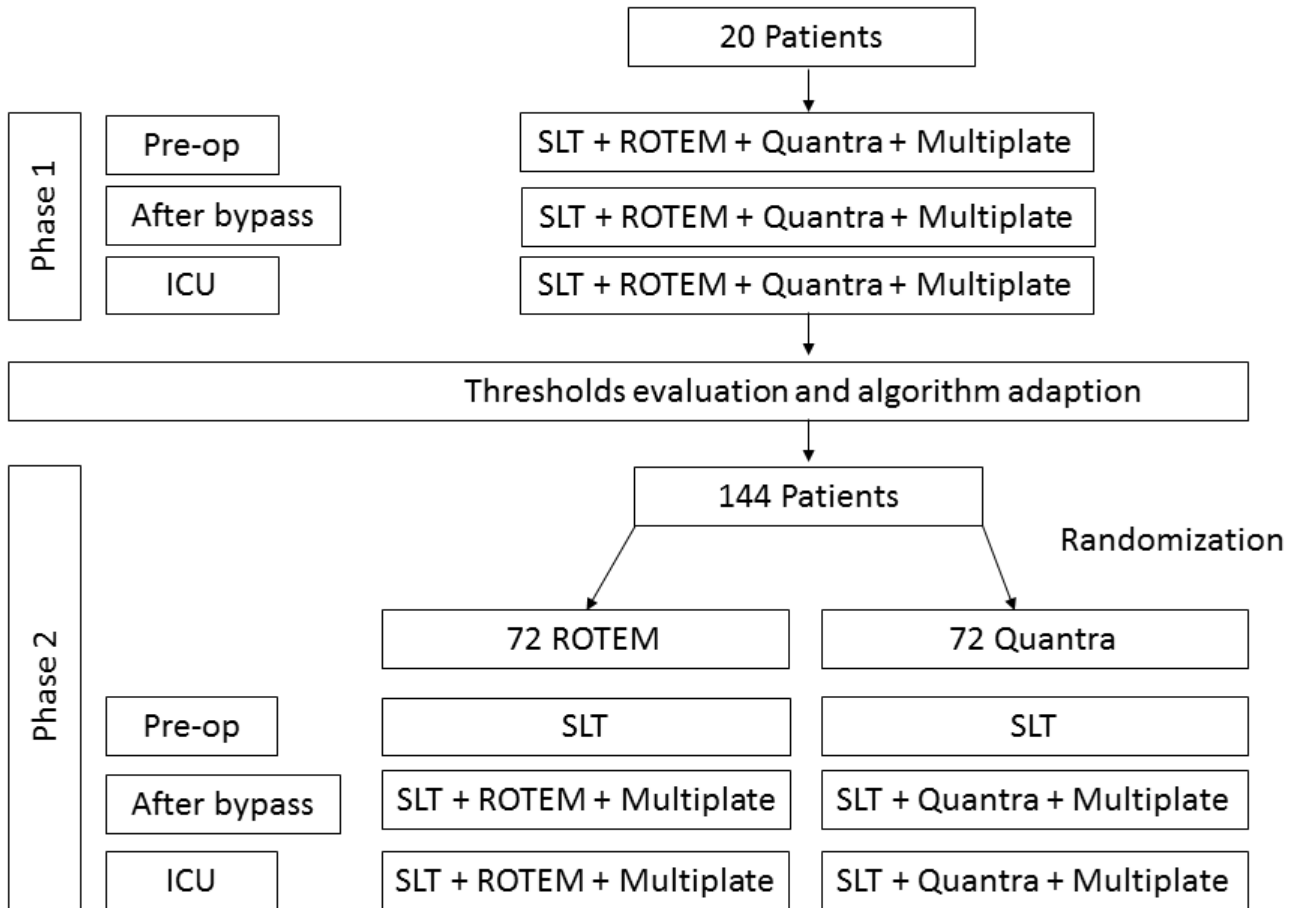 20 Patients
Phase 1
Pre-op
SLT + ROTEM + Quantra + Multiplate
After bypass
SLT + ROTEM + Quantra + Multiplate
ICU
SLT + ROTEM + Quantra + Multiplate
Thresholds evaluation and algorithm adaption
Phase 2
144 Patients
Randomization
72 ROTEM
72 Quantra
Pre-op
SLT
SLT
After bypass
SLT + ROTEM + Multiplate
SLT + Quantra + Multiplate
ICU
SLT + ROTEM + Multiplate
SLT + Quantra + Multiplate